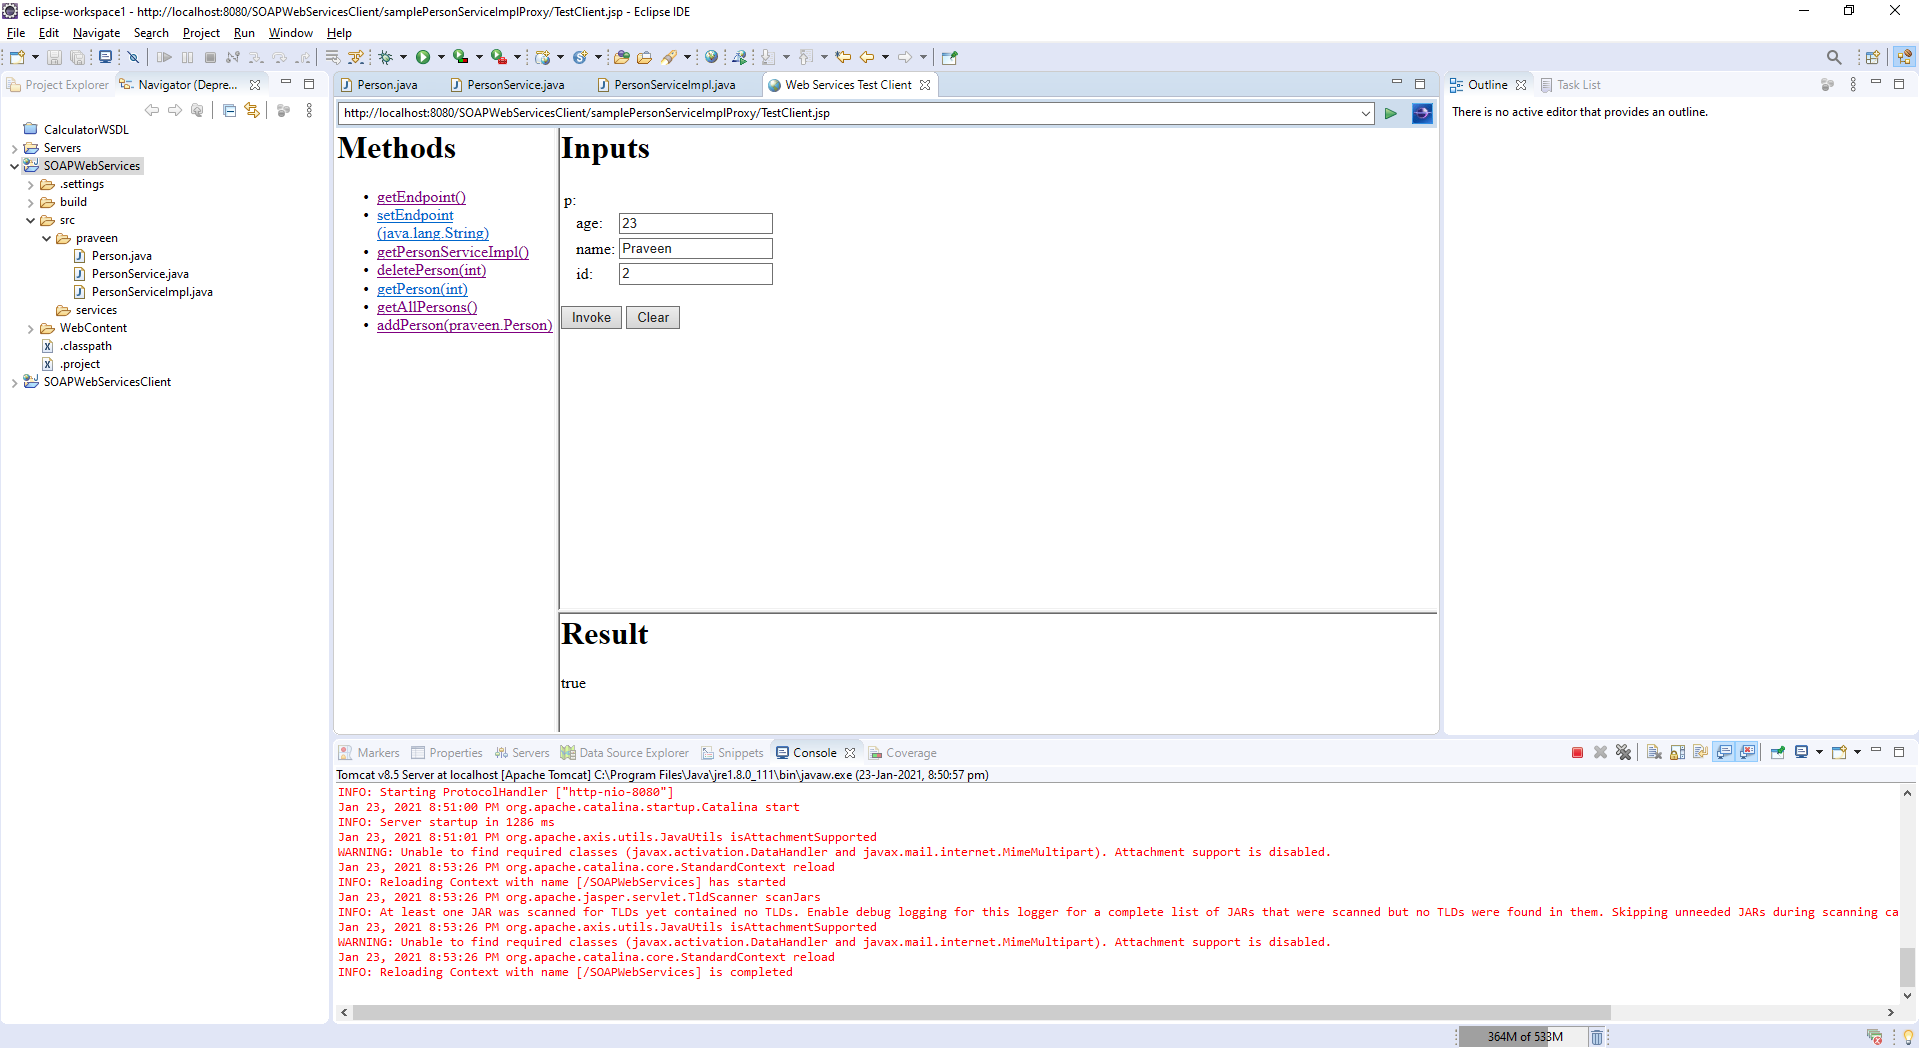 eclipse-workspace1 - http://localhost:8080/SOAPWebServicesClient/samplePersonServiceImplProxy/TestClient.jsp - Eclipse IDE
File Edit Navigate Search Project Run Window Help
Project Explorer Navigator (Depre...
CalculatorWSDL
Servers
SOAPWebServices
.settings
build
src
praveen
Person.java
PersonService.java
PersonServiceImpl.java
services
WebContent
.classpath
.project
SOAPWebServicesClient
Person.java PersonService.java PersonServiceImpl.java Web Services Test Client
http://localhost:8080/SOAPWebServicesClient/samplePersonServiceImplProxy/TestClient.jsp
Methods
getEndpoint()
setEndpoint
(java.lang.String)
getPersonServiceImpl()
deletePerson(int)
getPerson(int)
getAllPersons()
addPerson(praveen.Person)
Inputs
p:
age: 23
name: Praveen
id: 2
Invoke Clear
Result
true
Outline Task List
There is no active editor that provides an outline.
Markers Properties Servers Data Source Explorer Snippets Console Coverage
Tomcat v8.5 Server at localhost [Apache Tomcat] C:\Program Files\Java\jre1.8.0_111\bin\javaw.exe (23-Jan-2021, 8:50:57 pm)
INFO: Starting ProtocolHandler ["http-nio-8080"]
Jan 23, 2021 8:51:00 PM org.apache.catalina.startup.Catalina start
INFO: Server startup in 1286 ms
Jan 23, 2021 8:51:01 PM org.apache.axis.utils.JavaUtils isAttachmentSupported
WARNING: Unable to find required classes (javax.activation.DataHandler and javax.mail.internet.MimeMultipart). Attachment support is disabled.
Jan 23, 2021 8:53:26 PM org.apache.catalina.core.StandardContext reload
INFO: Reloading Context with name [/SOAPWebServices] has started
Jan 23, 2021 8:53:26 PM org.apache.jasper.servlet.TldScanner scanJars
INFO: At least one JAR was scanned for TLDs yet contained no TLDs. Enable debug logging for this logger for a complete list of JARs that were scanned but no TLDs were found in them. Skipping unneeded JARs during scanning ca
Jan 23, 2021 8:53:26 PM org.apache.axis.utils.JavaUtils isAttachmentSupported
WARNING: Unable to find required classes (javax.activation.DataHandler and javax.mail.internet.MimeMultipart). Attachment support is disabled.
Jan 23, 2021 8:53:26 PM org.apache.catalina.core.StandardContext reload
INFO: Reloading Context with name [/SOAPWebServices] is completed
364M of 533M